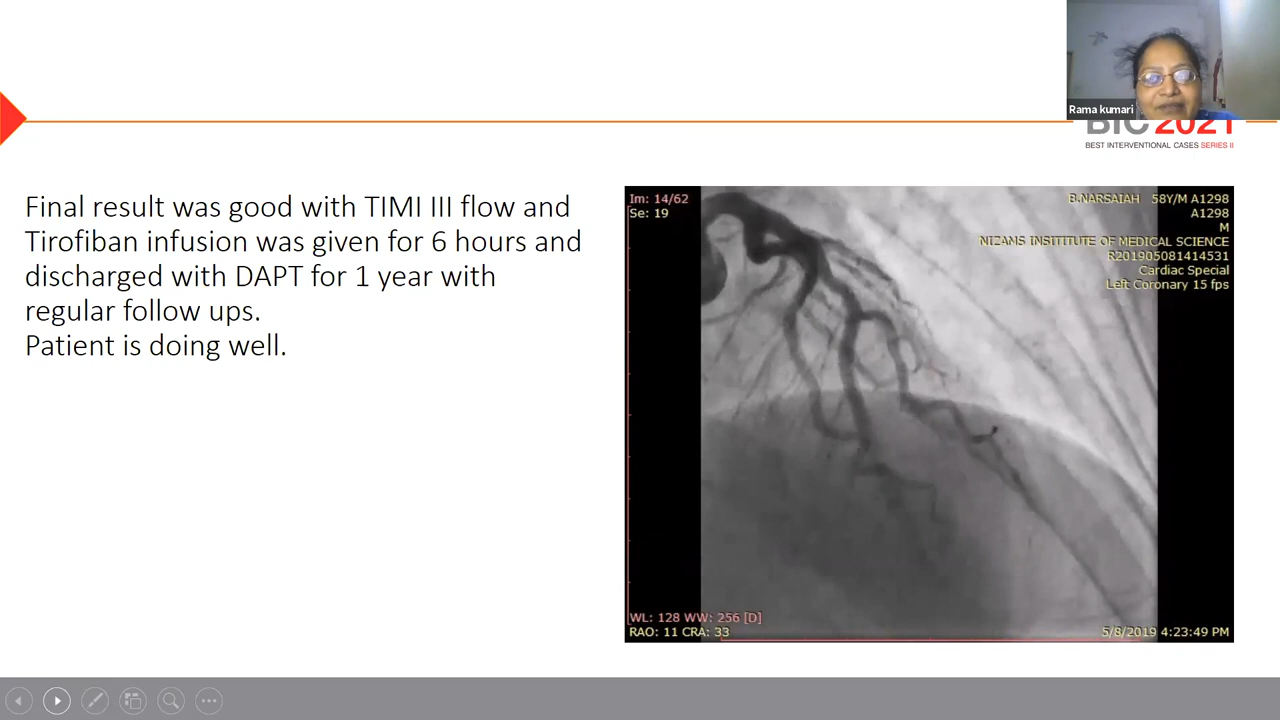 Rama kumari
BIC 2021
BEST INTERVENTIONAL CASES SERIES II
Final result was good with TIMI III flow and
Tirofiban infusion was given for 6 hours and
discharged with DAPT for 1 year with
regular follow ups.
Patient is doing well.
Im: 14/62
Se: 19
B.NARSAIAH 58Y/M A1298
A1298
M
NIZAMS INSITITUTE OF MEDICAL SCIENCE
R201905081414531
Cardiac Special
Left Coronary 15 fps
WL: 128 WW: 256 [D]
RAO: 11 CRA: 33
5/8/2019 4:23:49 PM